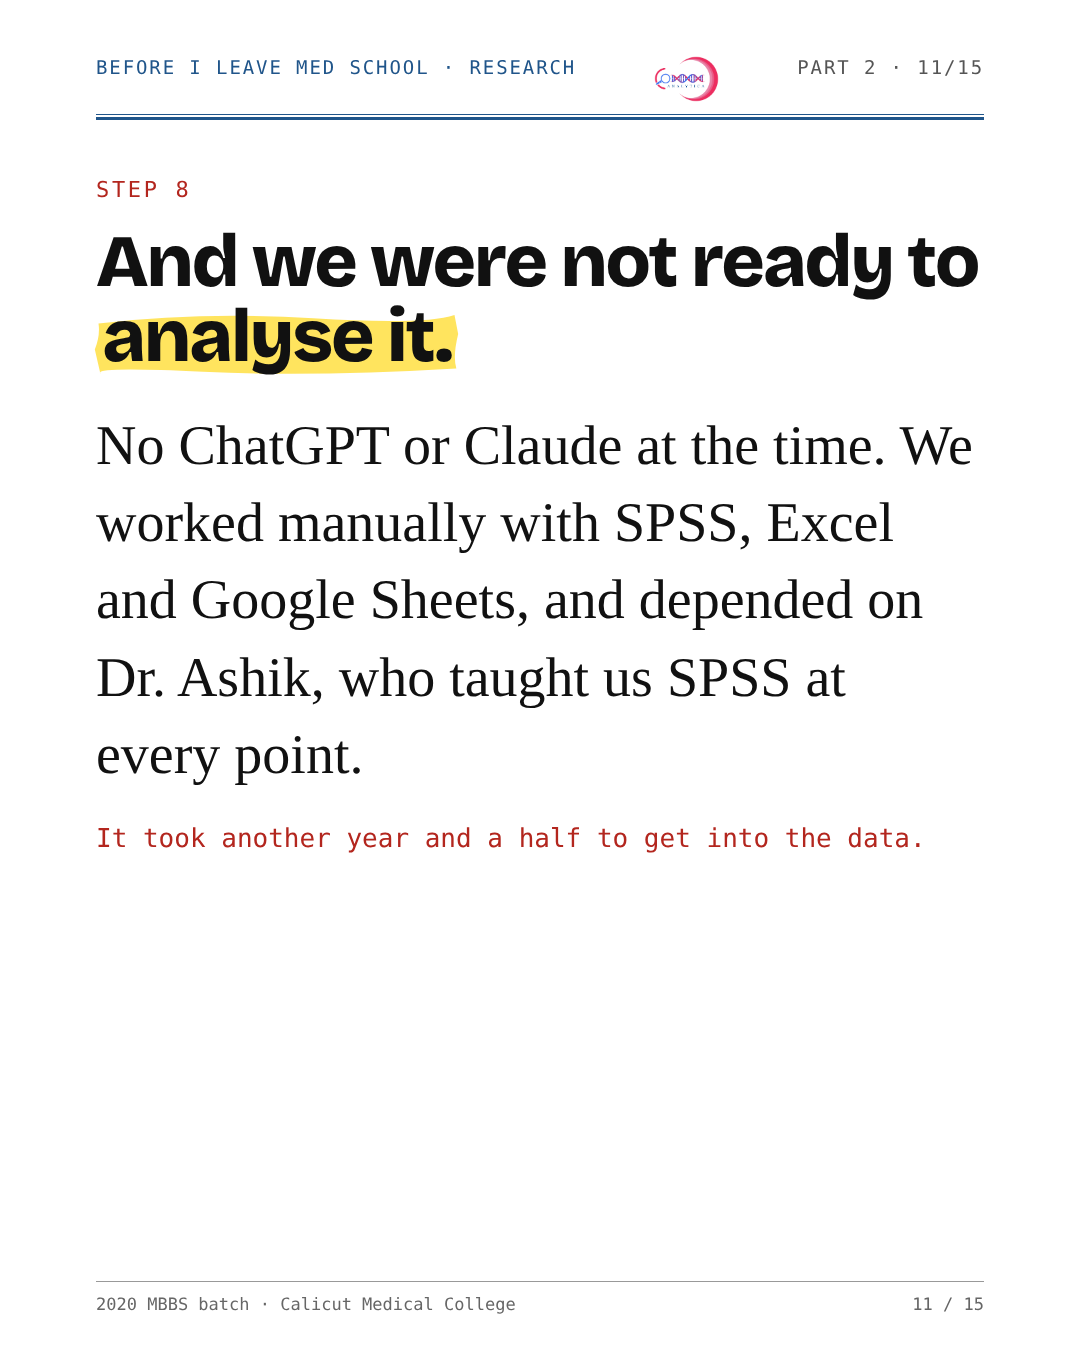 BEFORE I LEAVE MED SCHOOL · RESEARCH
PART 2 · 11/15
STEP 8
And we were not ready to
analyse it.
No ChatGPT or Claude at the time. We
worked manually with SPSS, Excel
and Google Sheets, and depended on
Dr. Ashik, who taught us SPSS at
every point.
It took another year and a half to get into the data.
2020 MBBS batch · Calicut Medical College
11 / 15